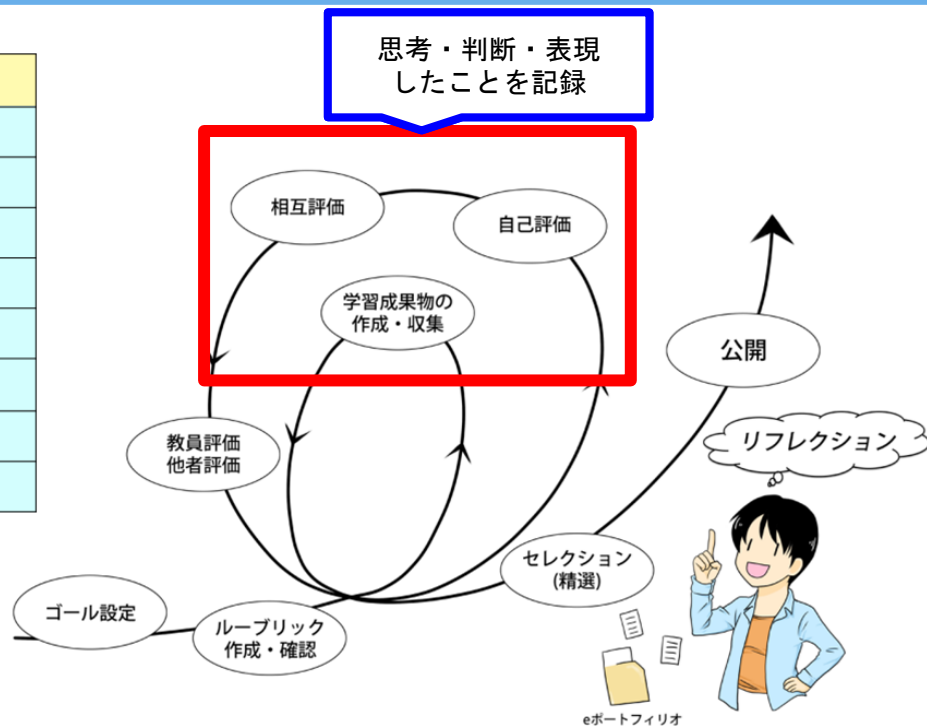 思考・判断・表現
したことを記録
相互評価
自己評価
学習成果物の
作成・収集
公開
教員評価
他者評価
リフレクション
セレクション
(精選)
ゴール設定
ルーブリック
作成・確認
eポートフィリオ